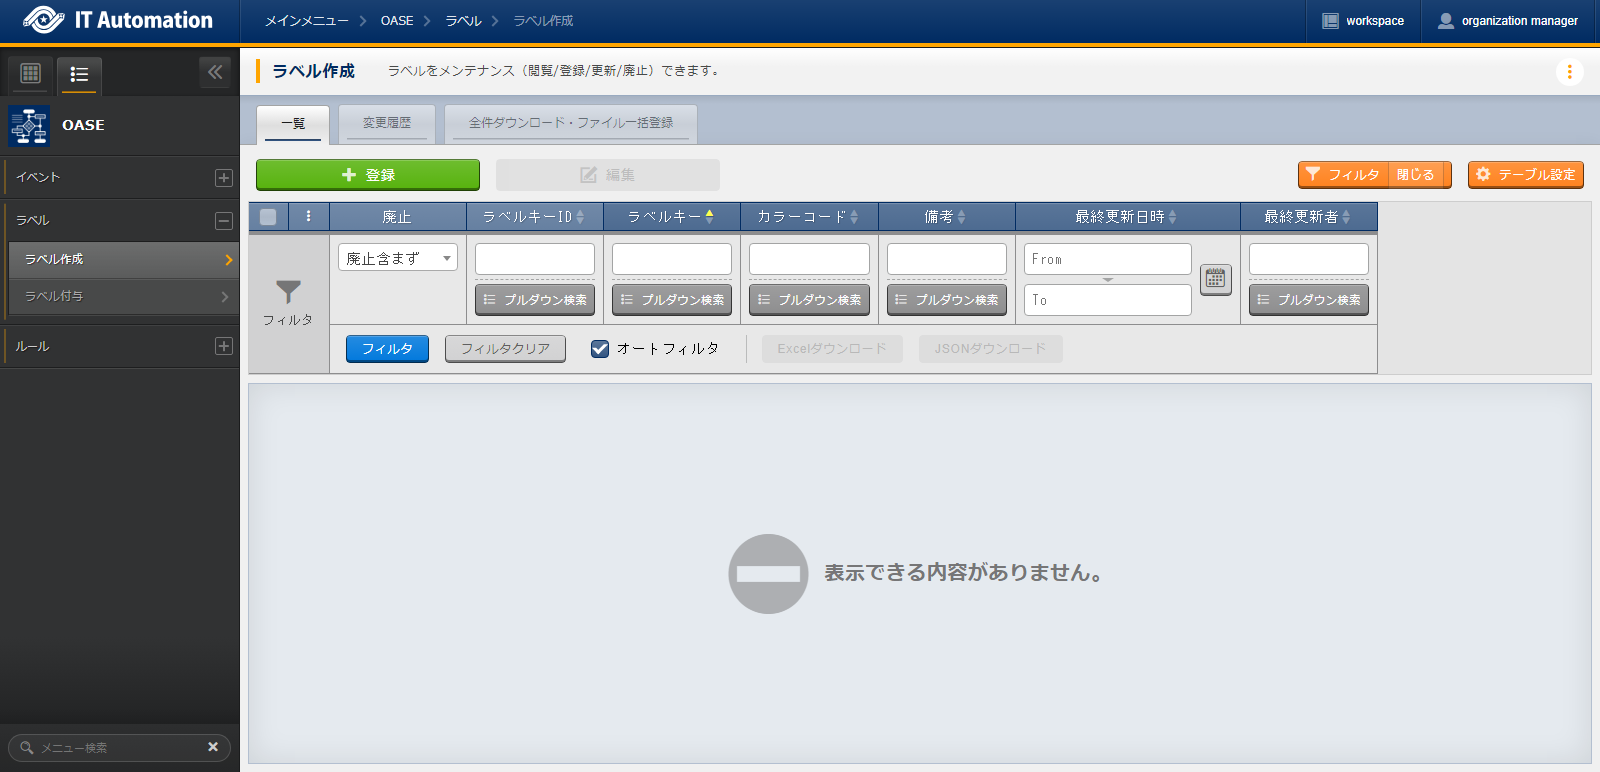 IT Automation
メインメニュー > OASE > ラベル > ラベル作成
workspace
organization manager
OASE
イベント
ラベル
ラベル作成
ラベル付与
ルール
メニュー検索
ラベル作成
ラベルをメンテナンス（閲覧/登録/更新/廃止）できます。
一覧
変更履歴
全件ダウンロード・ファイル一括登録
登録
編集
フィルタ 閉じる
テーブル設定
廃止 ラベルキーID ラベルキー カラーコード 備考 最終更新日時 最終更新者
フィルタ
廃止含まず
プルダウン検索
プルダウン検索
プルダウン検索
プルダウン検索
From
To
プルダウン検索
フィルタ
フィルタクリア
オートフィルタ
Excelダウンロード
JSONダウンロード
表示できる内容がありません。